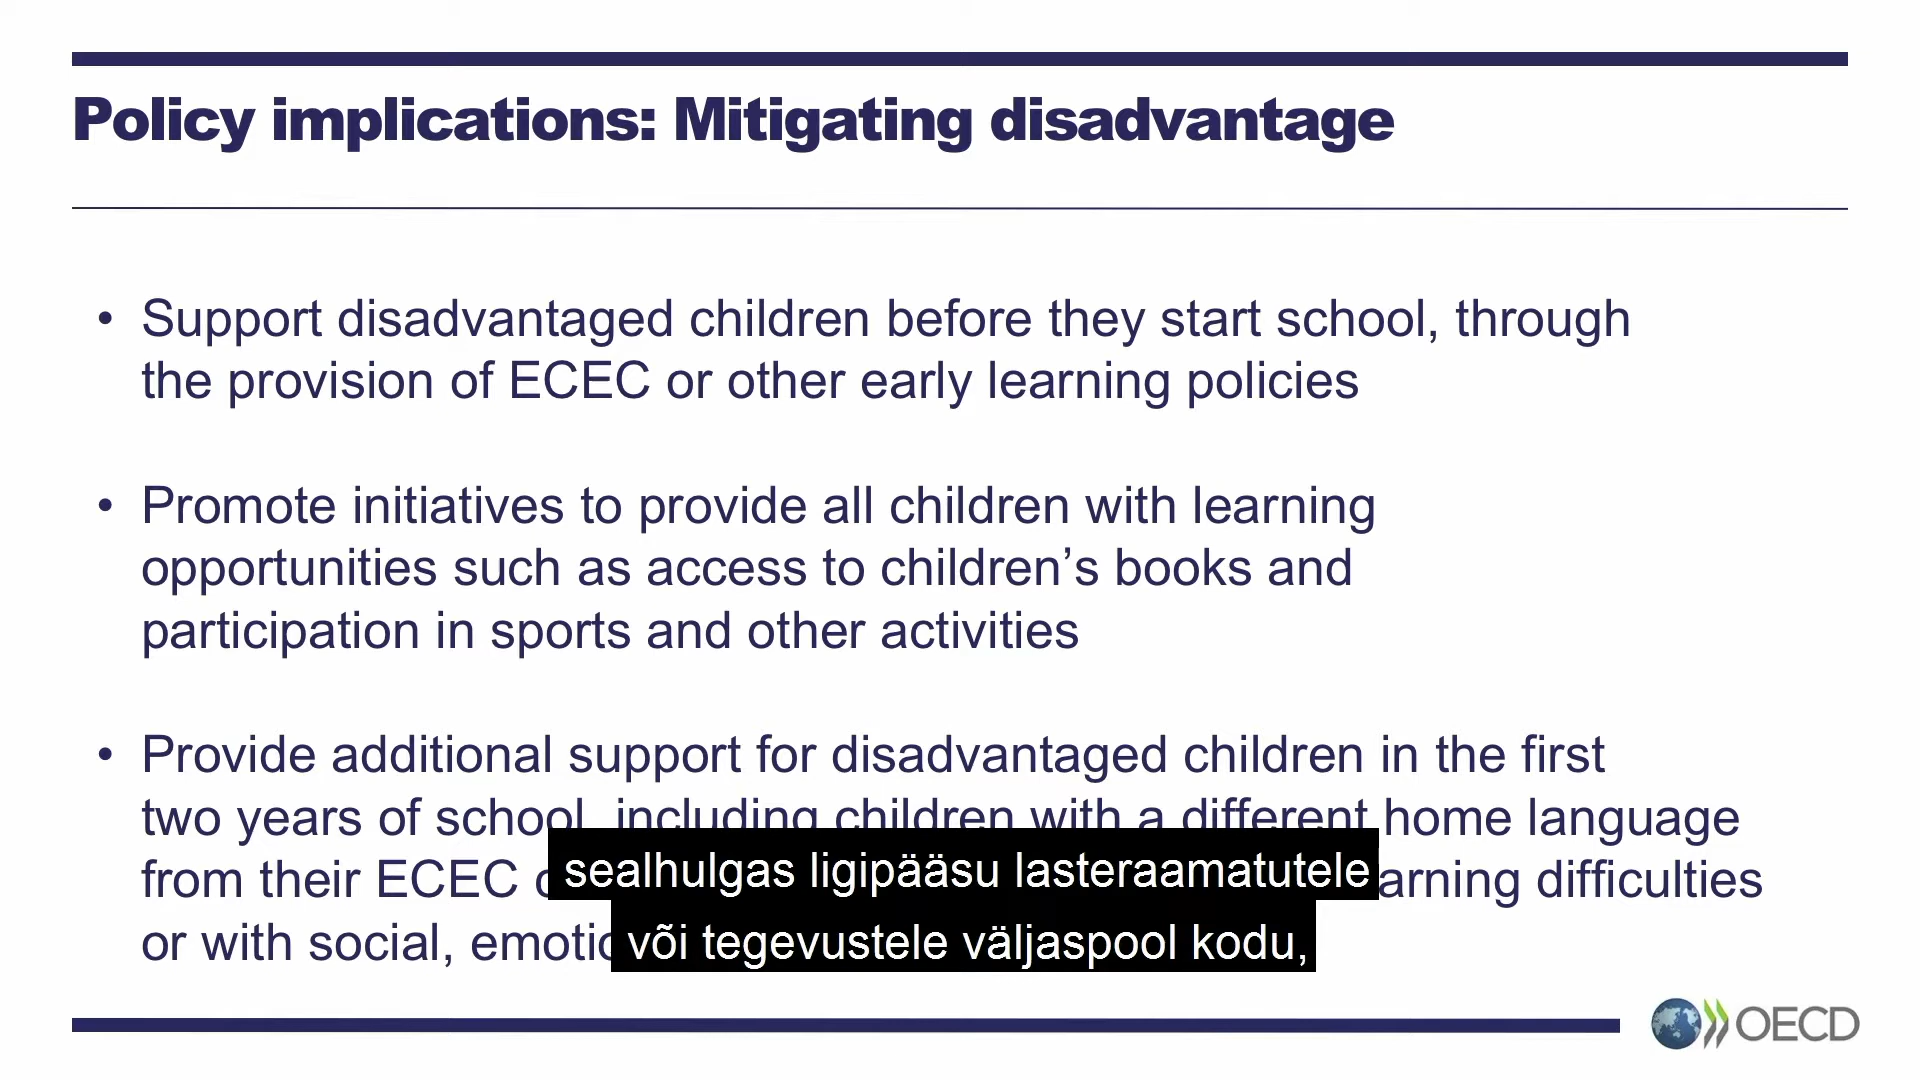 Policy implications: Mitigating disadvantage
• Support disadvantaged children before they start school, through
the provision of ECEC or other early learning policies
• Promote initiatives to provide all children with learning
opportunities such as access to children’s books and
participation in sports and other activities
• Provide additional support for disadvantaged children in the first
two years of school, including children with a different home language
from their ECEC difficulties
or with social,
sealhulgas ligipääsu lasteraamatutele
või tegevustele väljaspool kodu,
OECD